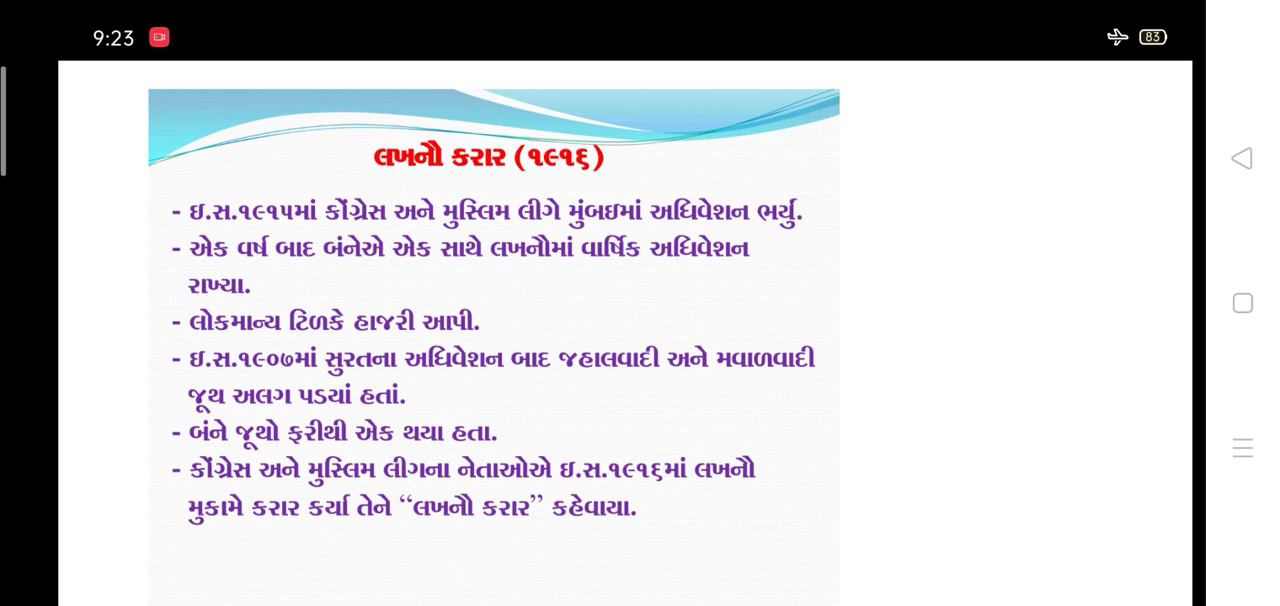 9:23
83
લખનૌ કરાર (૧૯૧૬)
- ઇ.સ.૧૯૧૫માં કોંગ્રેસ અને મુસ્લિમ લીગે મુંબઇમાં અધિવેશન ભર્યુ.
- એક વર્ષ બાદ બંનેએ એક સાથે લખનૌમાં વાર્ષિક અધિવેશન
રાખ્યા.
- લોકમાન્ય ટિળકે હાજરી આપી.
- ઇ.સ.૧૯૦૭માં સુરતના અધિવેશન બાદ જહાલવાદી અને મવાળવાદી
જૂથ અલગ પડયાં હતાં.
- બંને જૂથો ફરીથી એક થયા હતા.
- કોંગ્રેસ અને મુસ્લિમ લીગના નેતાઓએ ઇ.સ.૧૯૧૬માં લખનૌ
મુકામે કરાર કર્યા તેને “લખનૌ કરાર” કહેવાયા.